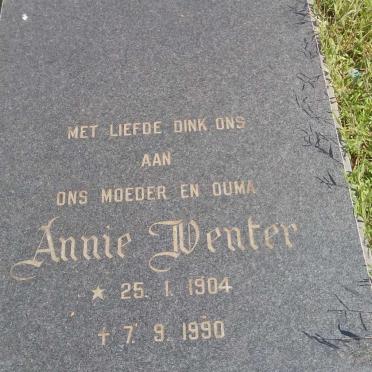 MET LIEFDE DINK ONS
AAN
ONS MOEDER EN OUMA
Annie Venter
* 25. 1. 1904
† 7. 9. 1990